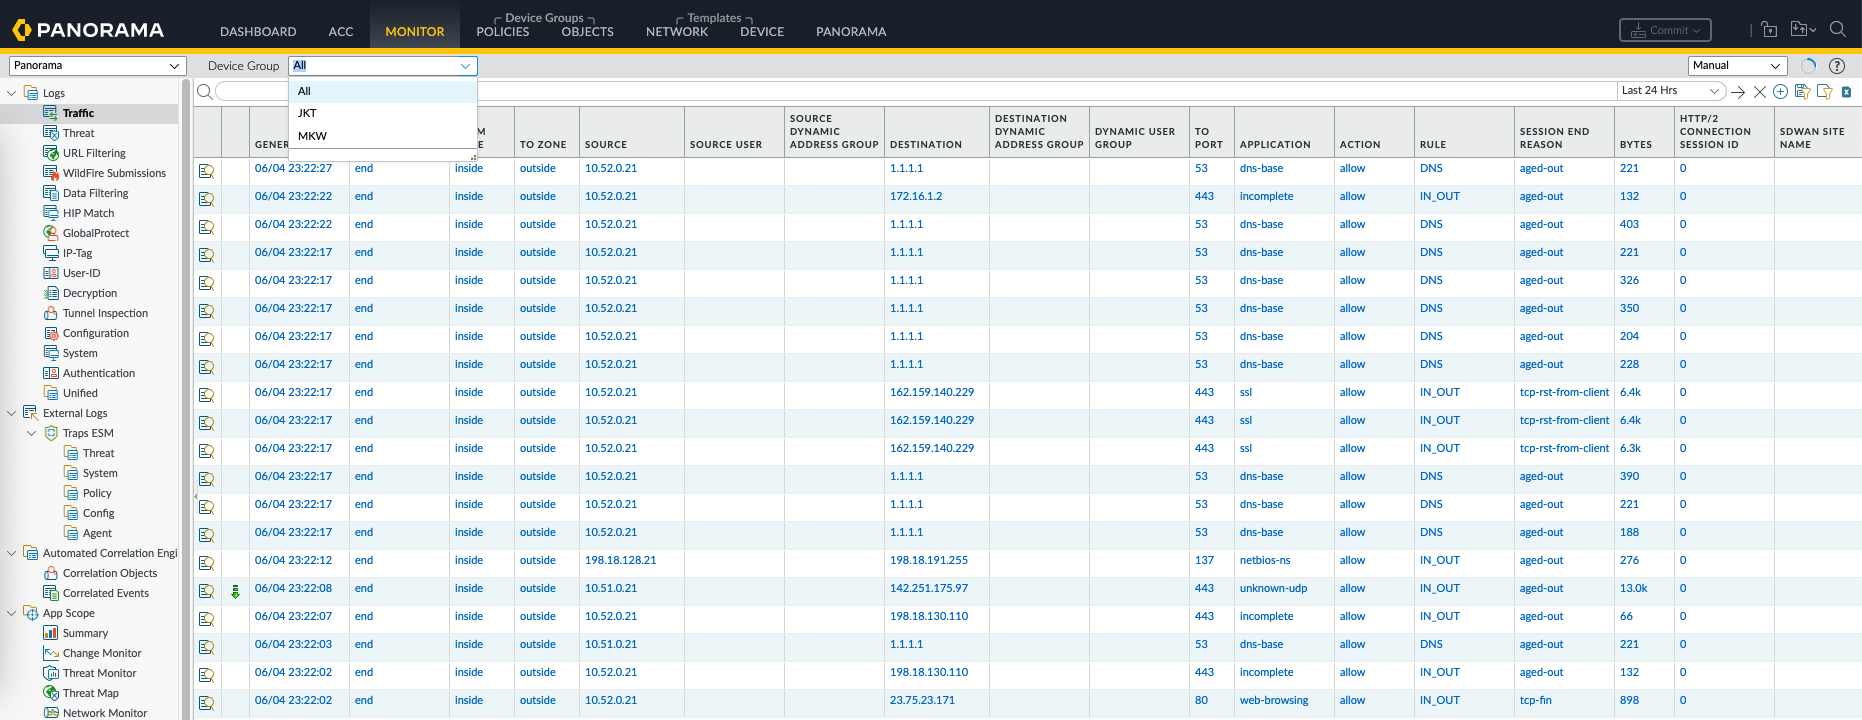 PANORAMA
DASHBOARD ACC MONITOR Device Groups POLICIES OBJECTS Templates NETWORK DEVICE PANORAMA Commit
Panorama Device Group All Manual
All
JKT
MKW
Last 24 Hrs
Logs
Traffic
Threat
URL Filtering
WildFire Submissions
Data Filtering
HIP Match
GlobalProtect
IP-Tag
User-ID
Decryption
Tunnel Inspection
Configuration
System
Authentication
Unified
External Logs
Traps ESM
Threat
System
Policy
Config
Agent
Automated Correlation Engi
Correlation Objects
Correlated Events
App Scope
Summary
Change Monitor
Threat Monitor
Threat Map
Network Monitor
GENER M E TO ZONE SOURCE SOURCE USER SOURCE DYNAMIC ADDRESS GROUP DESTINATION DESTINATION DYNAMIC ADDRESS GROUP DYNAMIC USER GROUP TO PORT APPLICATION ACTION RULE SESSION END REASON BYTES HTTP/2 CONNECTION SESSION ID SDWAN SITE NAME
06/04 23:22:27 end inside outside 10.52.0.21 1.1.1.1 53 dns-base allow DNS aged-out 221 0
06/04 23:22:22 end inside outside 10.52.0.21 172.16.1.2 443 incomplete allow IN_OUT aged-out 132 0
06/04 23:22:22 end inside outside 10.52.0.21 1.1.1.1 53 dns-base allow DNS aged-out 403 0
06/04 23:22:17 end inside outside 10.52.0.21 1.1.1.1 53 dns-base allow DNS aged-out 221 0
06/04 23:22:17 end inside outside 10.52.0.21 1.1.1.1 53 dns-base allow DNS aged-out 326 0
06/04 23:22:17 end inside outside 10.52.0.21 1.1.1.1 53 dns-base allow DNS aged-out 350 0
06/04 23:22:17 end inside outside 10.52.0.21 1.1.1.1 53 dns-base allow DNS aged-out 204 0
06/04 23:22:17 end inside outside 10.52.0.21 1.1.1.1 53 dns-base allow DNS aged-out 228 0
06/04 23:22:17 end inside outside 10.52.0.21 162.159.140.229 443 ssl allow IN_OUT tcp-rst-from-client 6.4k 0
06/04 23:22:17 end inside outside 10.52.0.21 162.159.140.229 443 ssl allow IN_OUT tcp-rst-from-client 6.4k 0
06/04 23:22:17 end inside outside 10.52.0.21 162.159.140.229 443 ssl allow IN_OUT tcp-rst-from-client 6.3k 0
06/04 23:22:17 end inside outside 10.52.0.21 1.1.1.1 53 dns-base allow DNS aged-out 390 0
06/04 23:22:17 end inside outside 10.52.0.21 1.1.1.1 53 dns-base allow DNS aged-out 221 0
06/04 23:22:17 end inside outside 10.52.0.21 1.1.1.1 53 dns-base allow DNS aged-out 188 0
06/04 23:22:12 end inside outside 198.18.128.21 198.18.191.255 137 netbios-ns allow IN_OUT aged-out 276 0
06/04 23:22:08 end inside outside 10.51.0.21 142.251.175.97 443 unknown-udp allow IN_OUT aged-out 13.0k 0
06/04 23:22:07 end inside outside 10.52.0.21 198.18.130.110 443 incomplete allow IN_OUT aged-out 66 0
06/04 23:22:03 end inside outside 10.51.0.21 1.1.1.1 53 dns-base allow DNS aged-out 221 0
06/04 23:22:02 end inside outside 10.52.0.21 198.18.130.110 443 incomplete allow IN_OUT aged-out 132 0
06/04 23:22:02 end inside outside 10.52.0.21 23.75.23.171 80 web-browsing allow IN_OUT tcp-fin 898 0